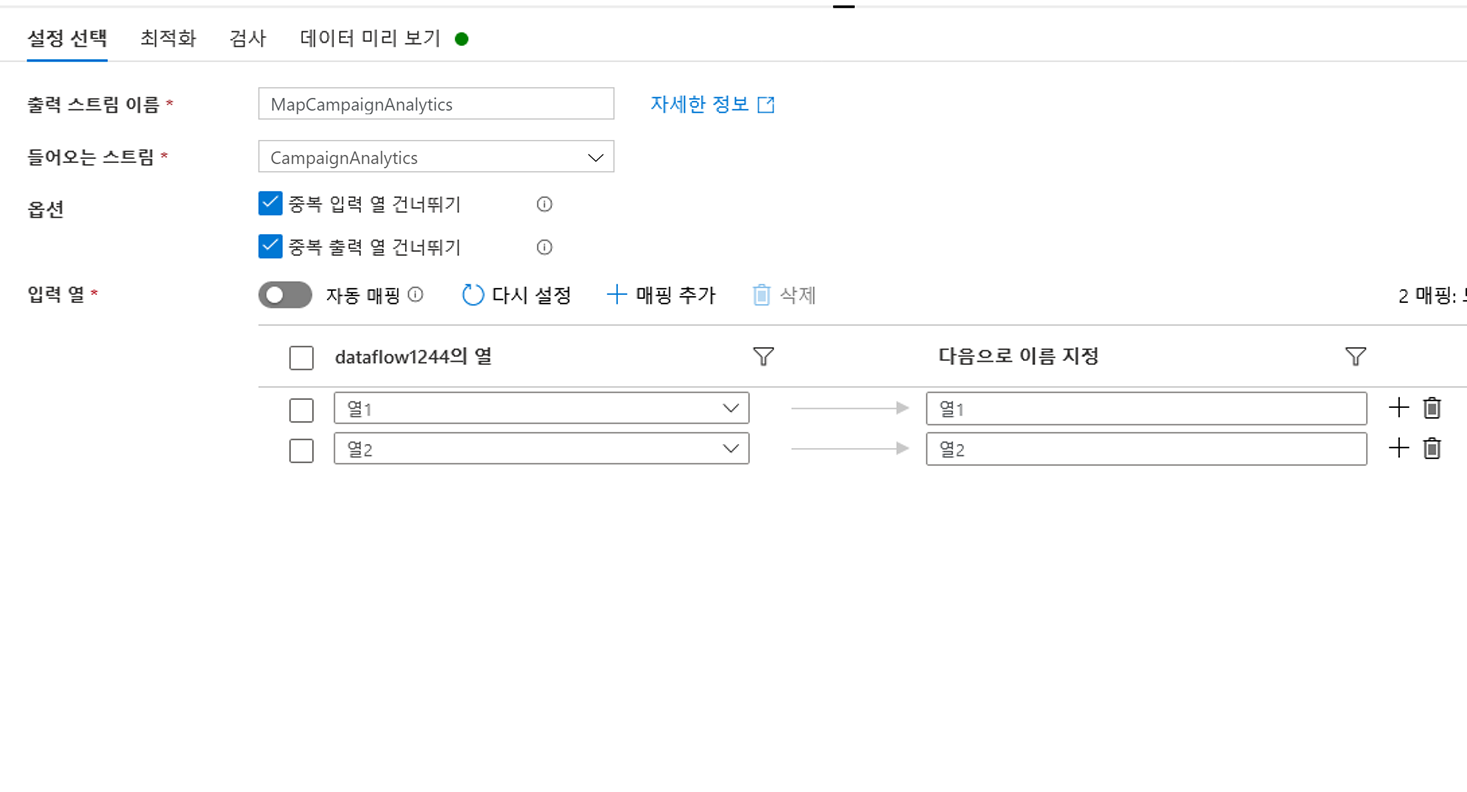 설정 선택 최적화 검사 데이터 미리 보기
출력 스트림 이름 * MapCampaignAnalytics 자세한 정보
들어오는 스트림 * CampaignAnalytics
옵션 중복 입력 열 건너뛰기
중복 출력 열 건너뛰기
입력 열 * 자동 매핑 다시 설정 매핑 추가 삭제 2 매핑:
dataflow1244의 열 다음으로 이름 지정
열1 열1
열2 열2